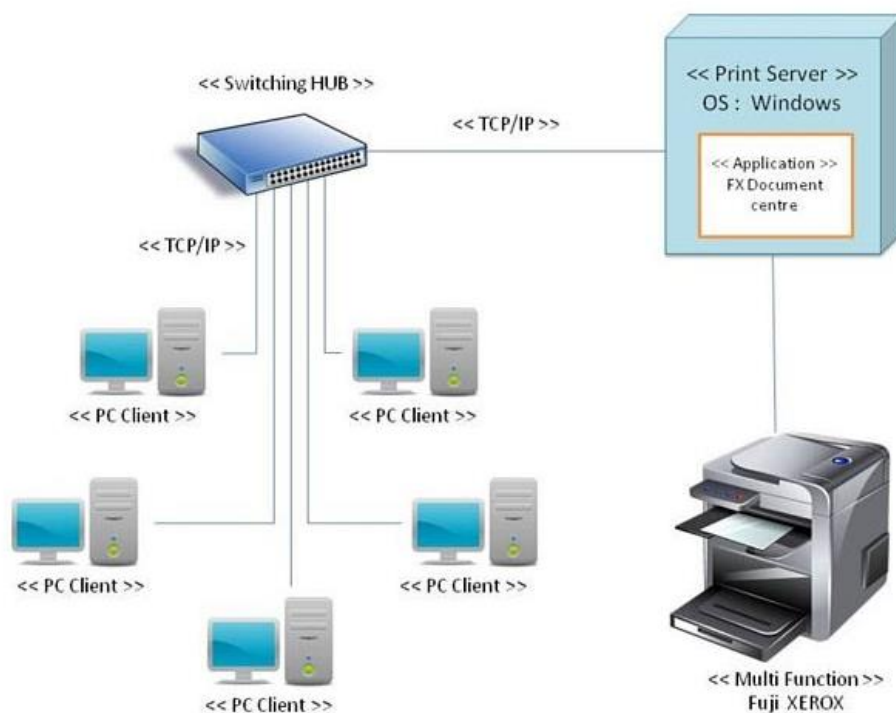 << Switching HUB >>
<< TCP/IP >>
<< Print Server >>
OS : Windows
<< Application >>
FX Document
centre
<< TCP/IP >>
<< PC Client >>
<< PC Client >>
<< PC Client >>
<< PC Client >>
<< PC Client >>
<< Multi Function >>
Fuji XEROX